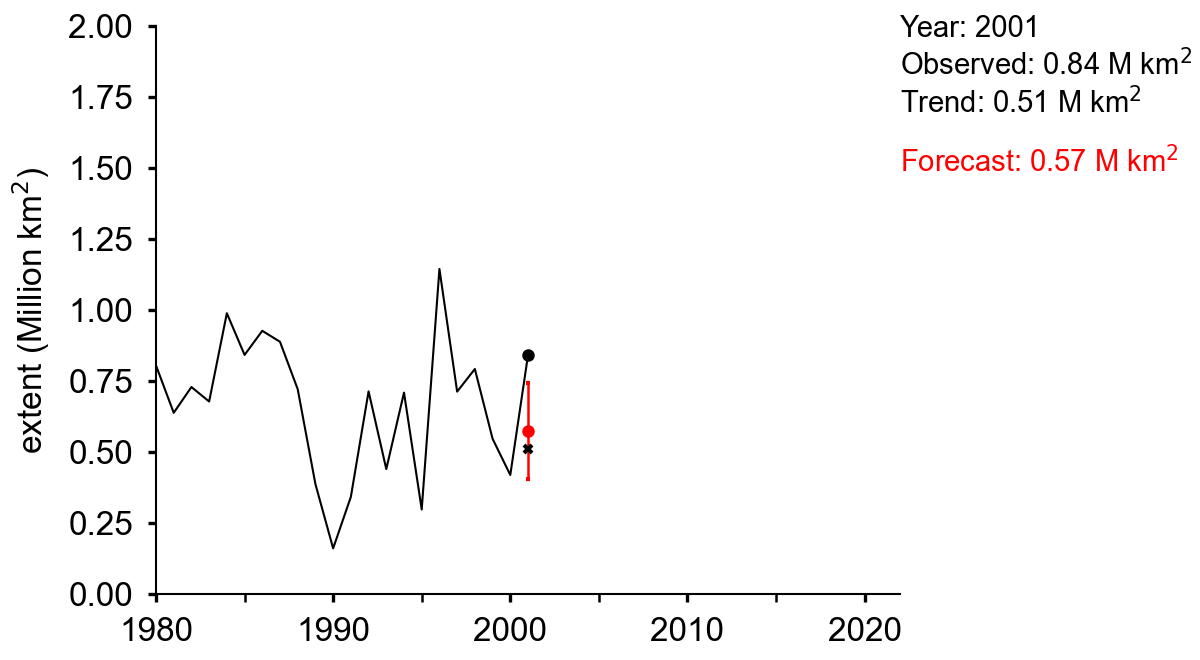 2.00
1.75
1.50
1.25
1.00
0.75
0.50
0.25
0.00
extent (Million km²)
1980 1990 2000 2010 2020
Year: 2001
Observed: 0.84 M km²
Trend: 0.51 M km²
Forecast: 0.57 M km²